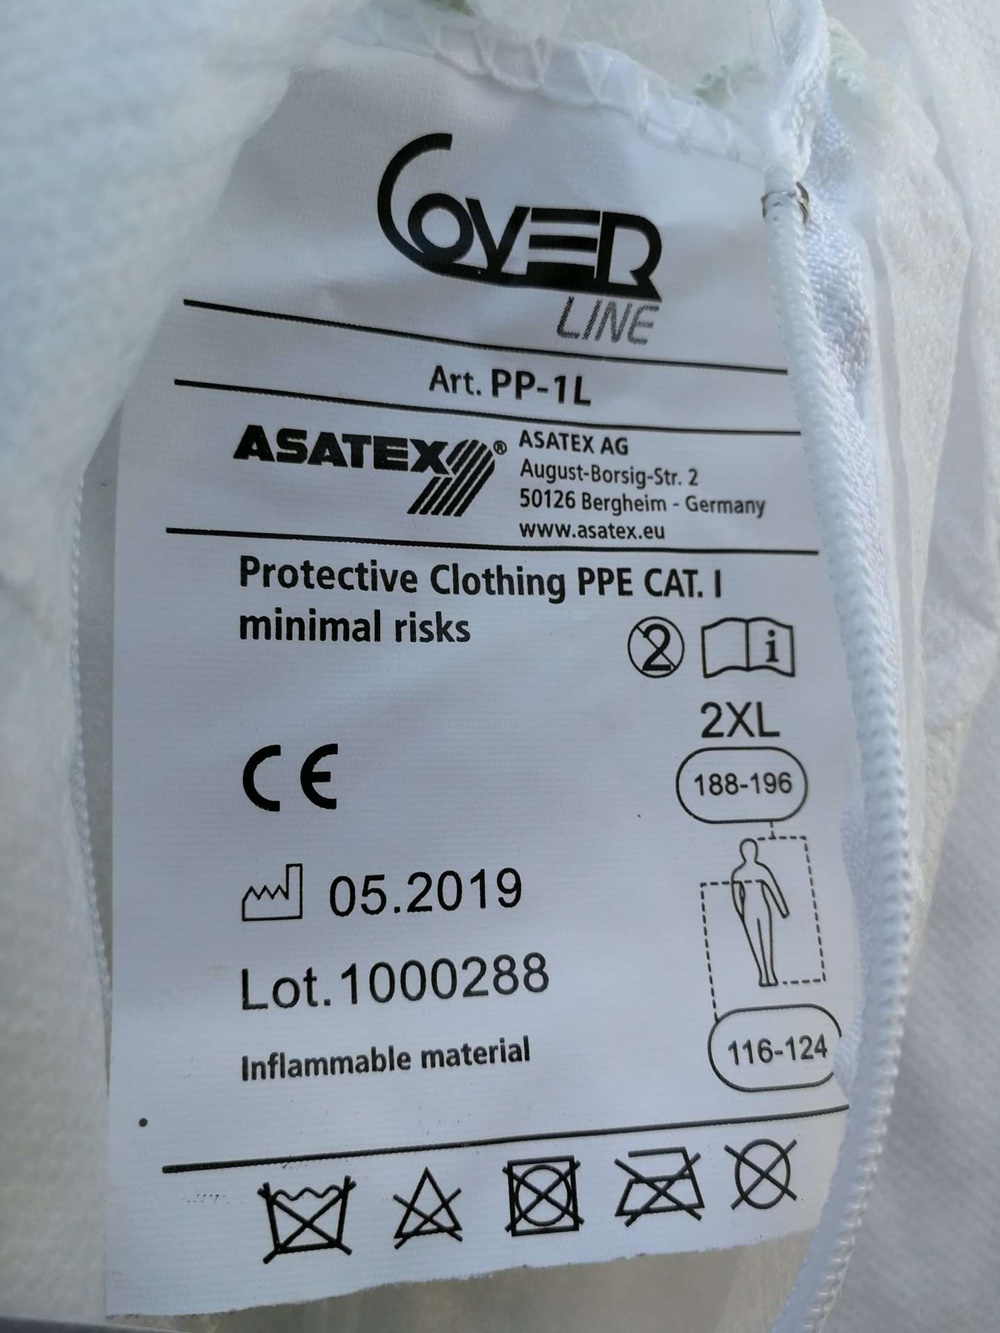 COVER
LINE
Art. PP-1L
ASATEX®
ASATEX AG
August-Borsig-Str. 2
50126 Bergheim - Germany
www.asatex.eu
Protective Clothing PPE CAT. I
minimal risks
2
i
2XL
188-196
CE
05.2019
Lot.1000288
Inflammable material
116-124